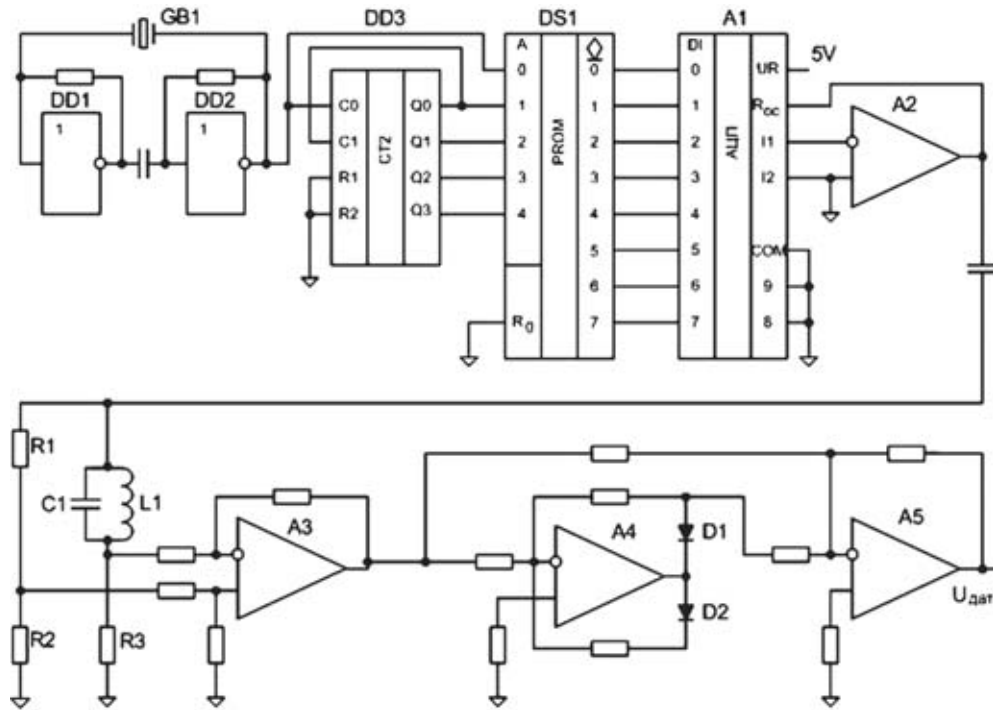 GB1
DD1
1
DD2
1
DD3
C0
C1
R1
R2
CT2
Q0
Q1
Q2
Q3
DS1
A
0
1
2
3
4
R0
PROM
0
1
2
3
4
5
6
7
A1
DI
0
1
2
3
4
5
6
7
АЦП
UR
Rос
I1
I2
COM
9
8
5V
A2
R1
C1
L1
R2
R3
A3
A4
D1
D2
A5
Uдат